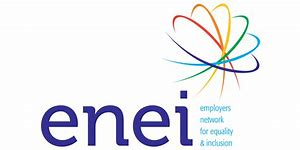 enei
employers
network
for equality
& inclusion